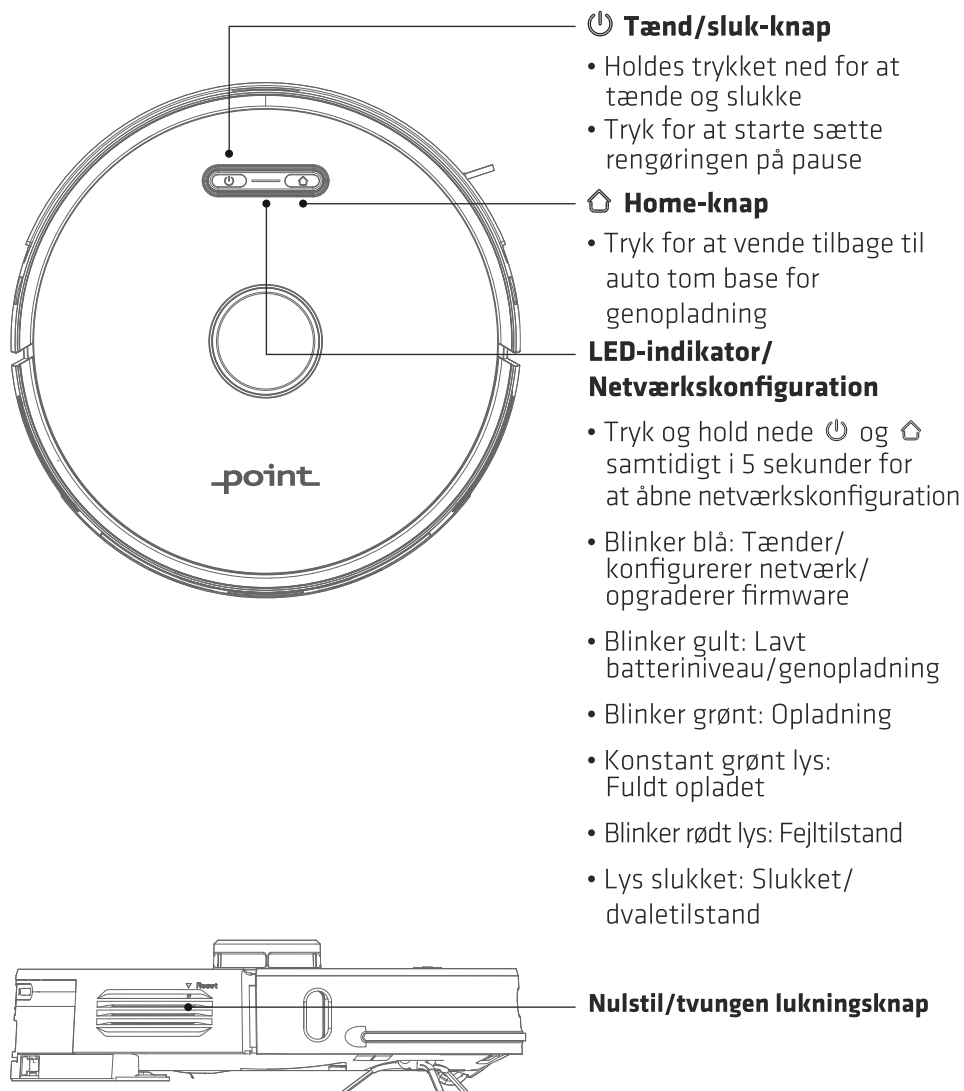 Tænd/sluk-knap
• Holdes trykket ned for at
tænde og slukke
• Tryk for at starte sætte
rengøringen på pause
Home-knap
• Tryk for at vende tilbage til
auto tom base for
genopladning
LED-indikator/
Netværkskonfiguration
• Tryk og hold nede og
samtidigt i 5 sekunder for
at åbne netværkskonfiguration
• Blinker blå: Tænder/
konfigurerer netværk/
opgraderer firmware
• Blinker gult: Lavt
batteriniveau/genopladning
• Blinker grønt: Opladning
• Konstant grønt lys:
Fuldt opladet
• Blinker rødt lys: Fejltilstand
• Lys slukket: Slukket/
dvaletilstand
point
Reset
Nulstil/tvungen lukningsknap